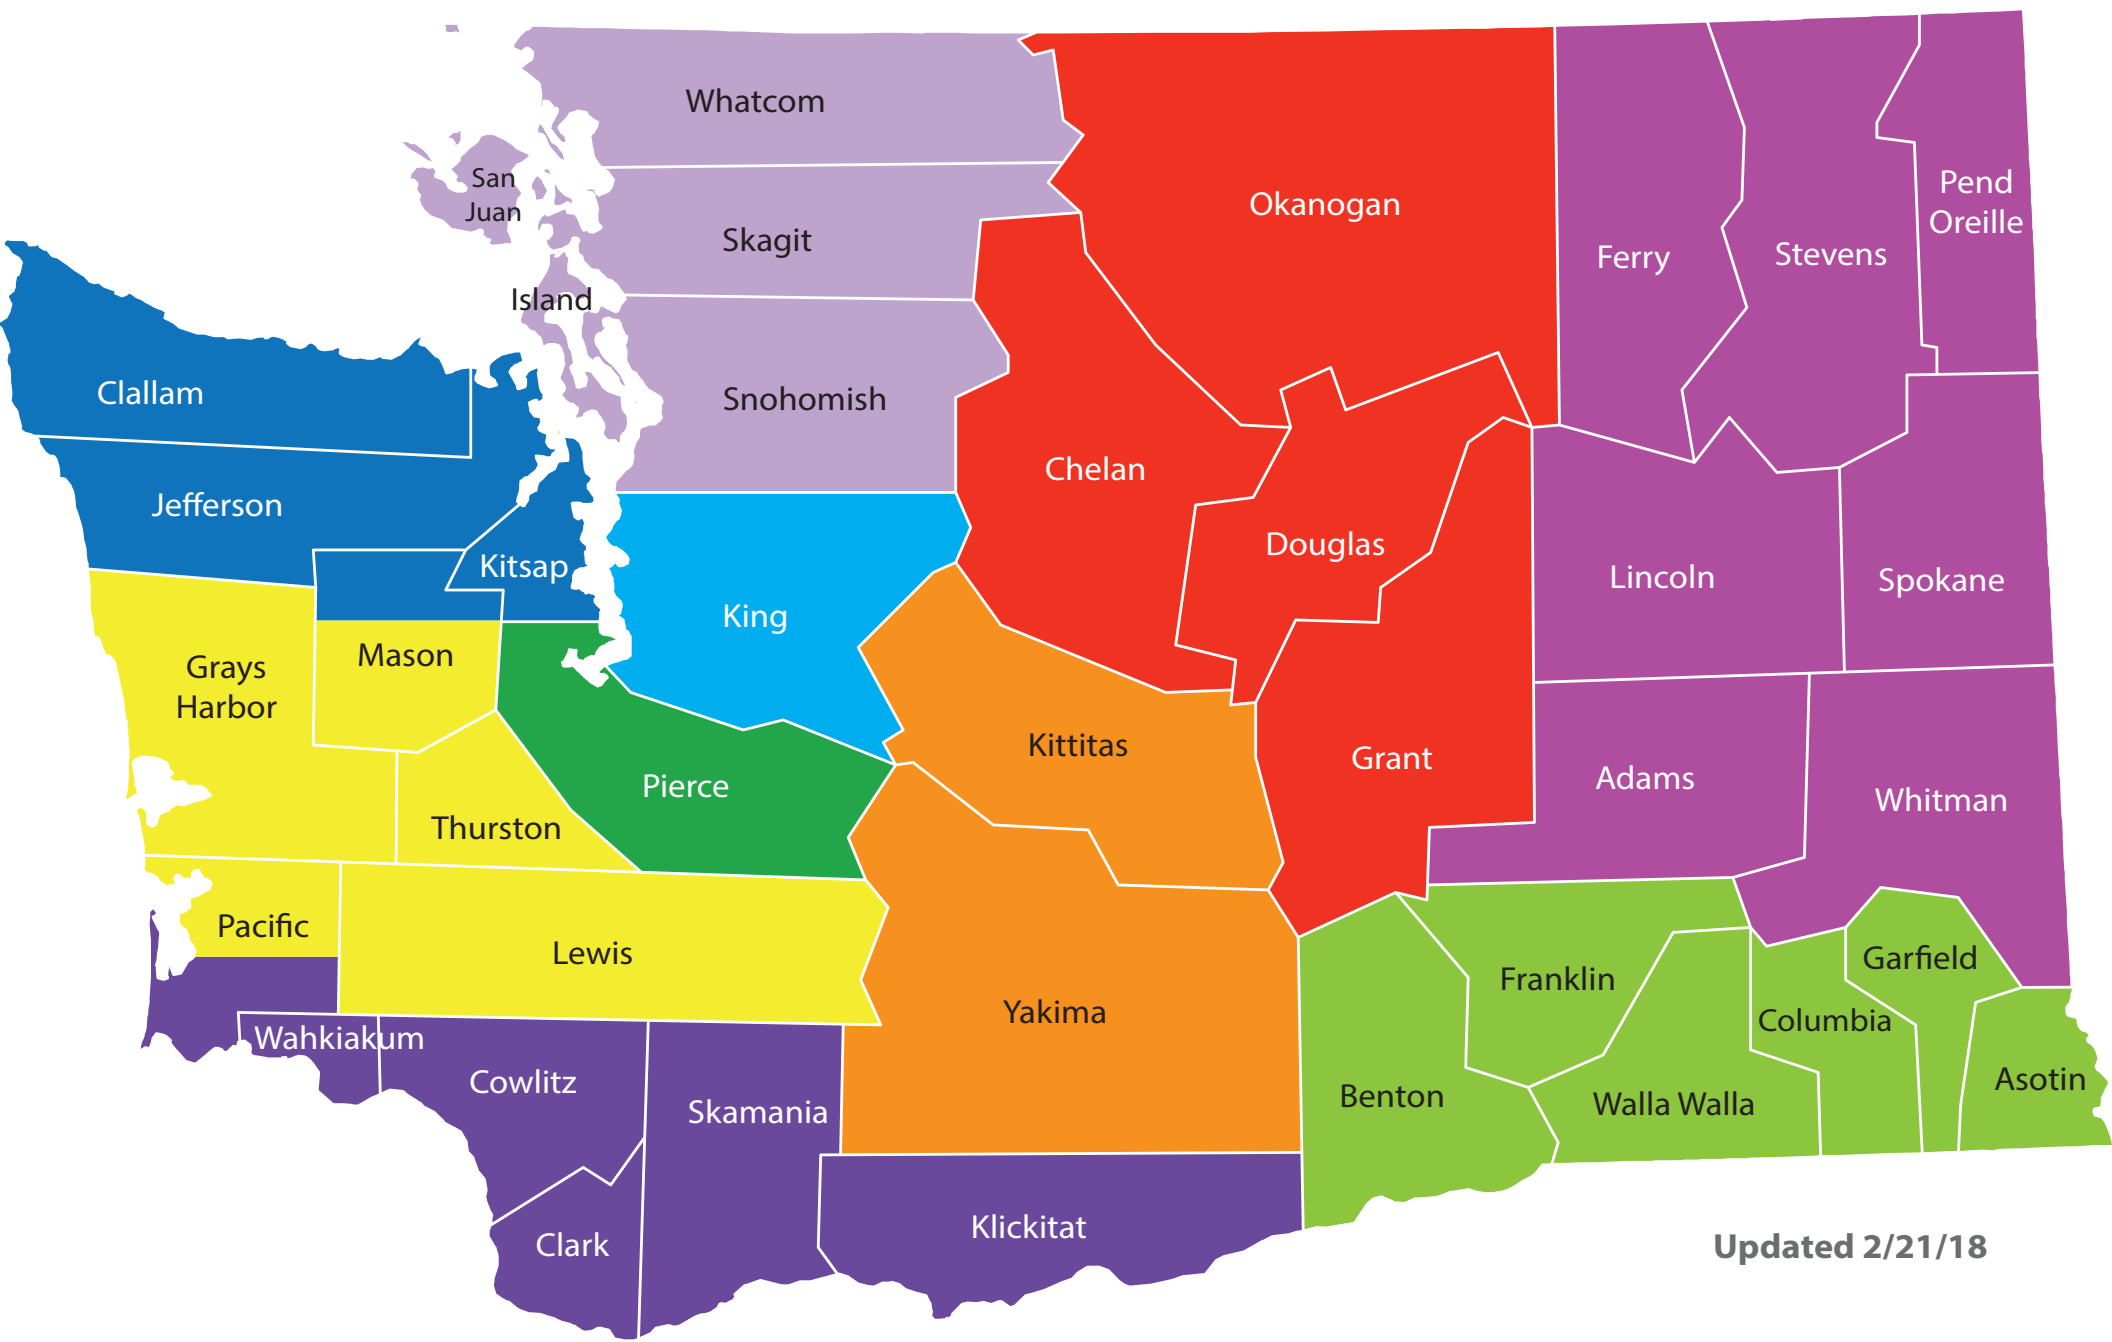 Whatcom
San
Juan
Skagit
Island
Snohomish
Okanogan
Ferry
Stevens
Pend
Oreille
Clallam
Jefferson
Kitsap
King
Chelan
Douglas
Lincoln
Spokane
Grays
Harbor
Mason
Thurston
Pierce
Kittitas
Grant
Adams
Whitman
Pacific
Lewis
Yakima
Franklin
Garfield
Columbia
Asotin
Walla Walla
Benton
Wahkiakum
Cowlitz
Skamania
Clark
Klickitat
Updated 2/21/18